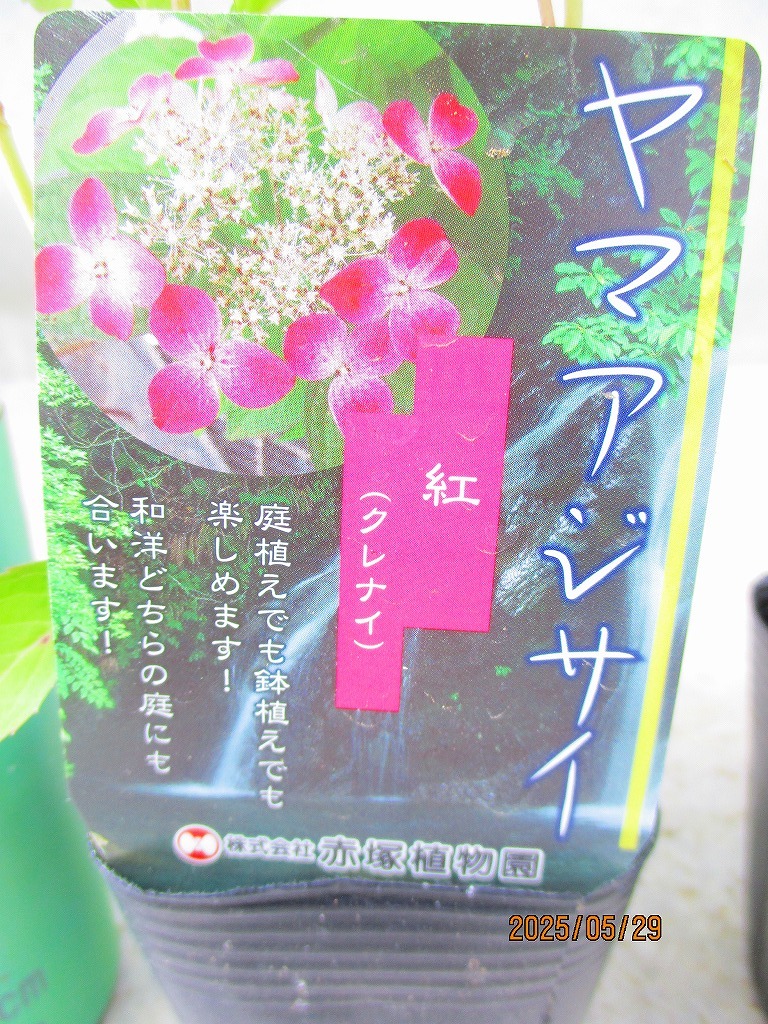 ヤマアジサイ
紅
(クレナイ)
庭植えでも鉢植えでも
楽しめます!
和洋どちらの庭にも
合います!
株式会社 赤塚植物園
2025/05/29
cm